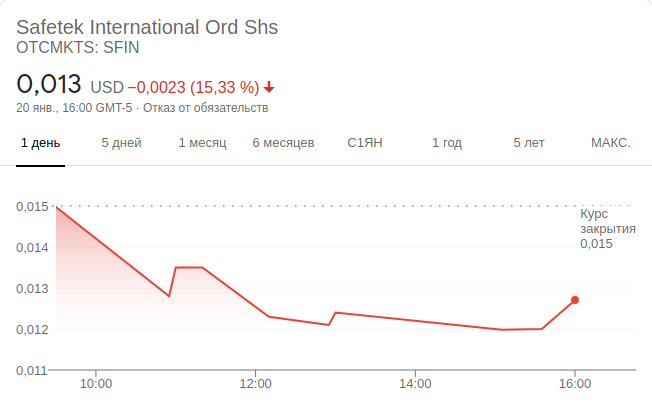 Safetek International Ord Shs
OTCMKTS: SFIN
0,013 USD −0,0023 (15,33 %)
20 янв., 16:00 GMT-5 · Отказ от обязательств
1 день 5 дней 1 месяц 6 месяцев С1ЯН 1 год 5 лет МАКС.
0,015
Курс
закрытия
0,015
0,014
0,013
0,012
0,011
10:00 12:00 14:00 16:00